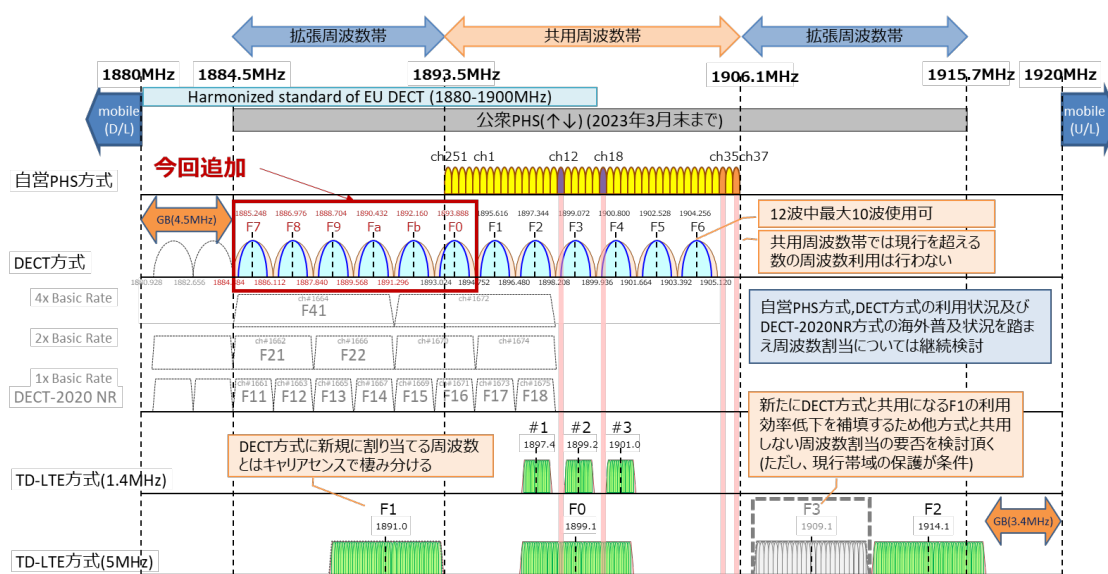 拡張周波数帯
共用周波数帯
拡張周波数帯
1880MHz
1884.5MHz
1893.5MHz
1906.1MHz
1915.7MHz
1920MHz
mobile
(D/L)
Harmonized standard of EU DECT (1880-1900MHz)
mobile
(U/L)
公衆PHS(↑↓) (2023年3月末まで)
今回追加
ch251
ch1
ch12
ch18
ch35
ch37
自営PHS方式
GB(4.5MHz)
1885.248
1886.976
1888.704
1890.432
1892.160
1893.888
1895.616
1897.344
1899.072
1900.800
1902.528
1904.256
F7
F8
F9
Fa
Fb
F0
F1
F2
F3
F4
F5
F6
12波中最大10波使用可
共用周波数帯では現行を超える
数の周波数利用は行わない
DECT方式
1880.928
1882.656
1884.384
1886.112
1887.840
1889.568
1891.296
1893.024
1894.752
1896.480
1898.208
1899.936
1901.664
1903.392
1905.120
4x Basic Rate
ch#1664
ch#1672
F41
自営PHS方式,DECT方式の利用状況及び
DECT-2020NR方式の海外普及状況を踏ま
え周波数割当については継続検討
2x Basic Rate
ch#1662
ch#1666
ch#1670
ch#1674
F21
F22
1x Basic Rate
DECT-2020 NR
ch#1661
ch#1663
ch#1665
ch#1667
ch#1669
ch#1671
ch#1673
ch#1675
F11
F12
F13
F14
F15
F16
F17
F18
新たにDECT方式と共用になるF1の利用
効率低下を補填するため他方式と共用
しない周波数割当の要否を検討頂く
(ただし、現行帯域の保護が条件)
#1
#2
#3
1897.4
1899.2
1901.0
DECT方式に新規に割り当てる周波数
とはキャリアセンスで棲み分ける
TD-LTE方式(1.4MHz)
F1
1891.0
F0
1899.1
F3
1909.1
F2
1914.1
GB(3.4MHz)
TD-LTE方式(5MHz)